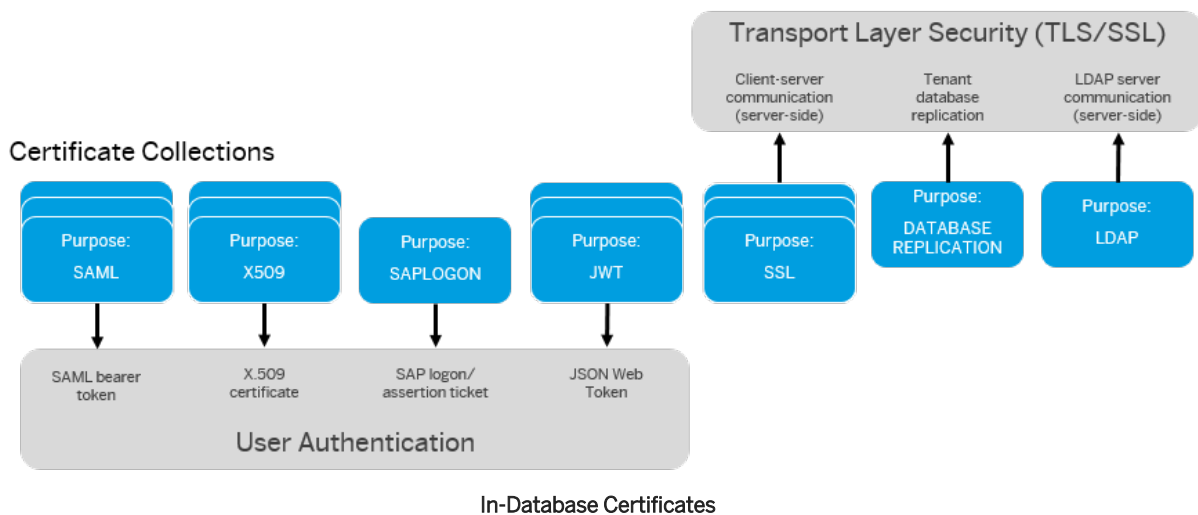 Transport Layer Security (TLS/SSL)
Client-server
communication
(server-side)
Tenant
database
replication
LDAP server
communication
(server-side)
Certificate Collections
Purpose:
SAML
Purpose:
X509
Purpose:
SAPLOGON
Purpose:
JWT
Purpose:
SSL
Purpose:
DATABASE
REPLICATION
Purpose:
LDAP
SAML bearer
token
X.509
certificate
SAP logon/
assertion ticket
JSON Web
Token
User Authentication
In-Database Certificates